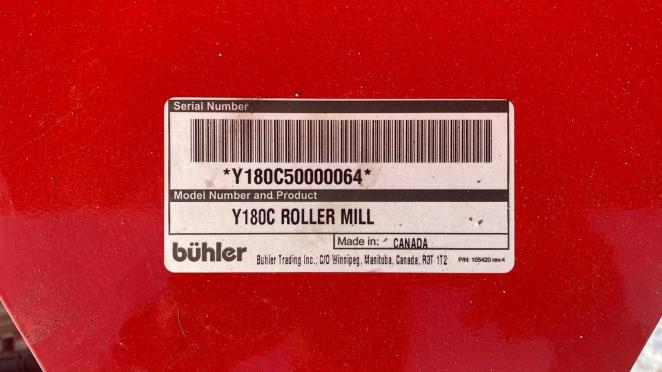 Serial Number
*Y180C50000064*
Model Number and Product
Y180C ROLLER MILL
Made in: CANADA
bühler
Buhler Trading Inc., C/O Winnipeg, Manitoba, Canada, R3T 1T2
P/N: 105420 rev.4